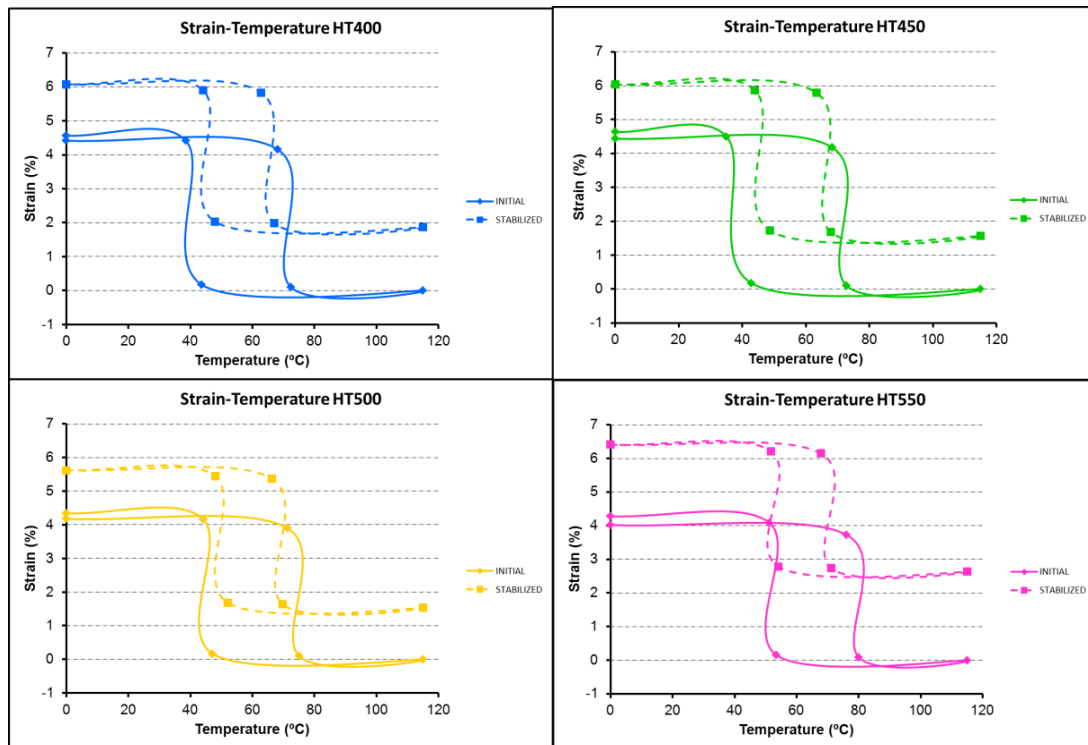 Strain-Temperature HT400
7
6
5
4
3
2
1
0
-1
Strain (%)
0 20 40 60 80 100 120
Temperature (ºC)
INITIAL
STABILIZED
Strain-Temperature HT450
7
6
5
4
3
2
1
0
-1
Strain (%)
0 20 40 60 80 100 120
Temperature (ºC)
INITIAL
STABILIZED
Strain-Temperature HT500
7
6
5
4
3
2
1
0
-1
Strain (%)
0 20 40 60 80 100 120
Temperature (ºC)
INITIAL
STABILIZED
Strain-Temperature HT550
7
6
5
4
3
2
1
0
-1
Strain (%)
0 20 40 60 80 100 120
Temperature (ºC)
INITIAL
STABILIZED